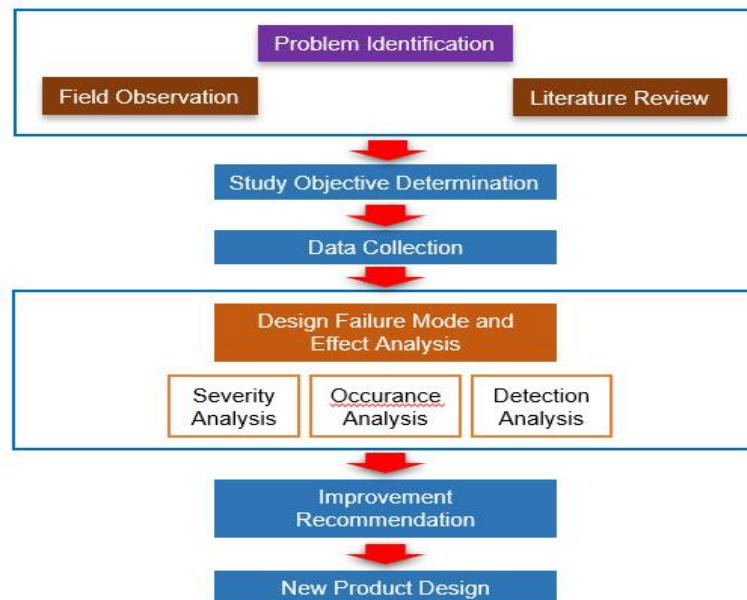 Problem Identification
Field Observation
Literature Review
Study Objective Determination
Data Collection
Design Failure Mode and
Effect Analysis
Severity
Analysis
Occurance
Analysis
Detection
Analysis
Improvement
Recommendation
New Product Design